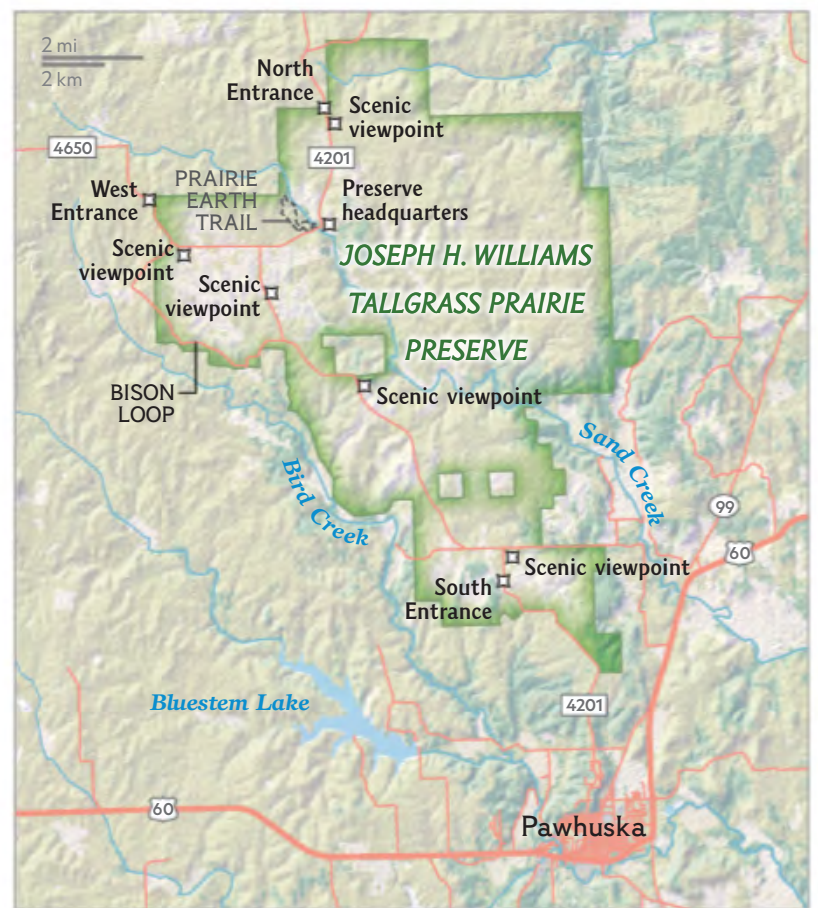 2 mi
2 km
North
Entrance
Scenic
viewpoint
4650
4201
West
Entrance
PRAIRIE
EARTH
TRAIL
Preserve
headquarters
Scenic
viewpoint
Scenic
viewpoint
JOSEPH H. WILLIAMS
TALLGRASS PRAIRIE
PRESERVE
BISON
LOOP
Scenic viewpoint
Sand Creek
Bird Creek
99
60
Scenic viewpoint
South
Entrance
Bluestem Lake
4201
60
Pawhuska